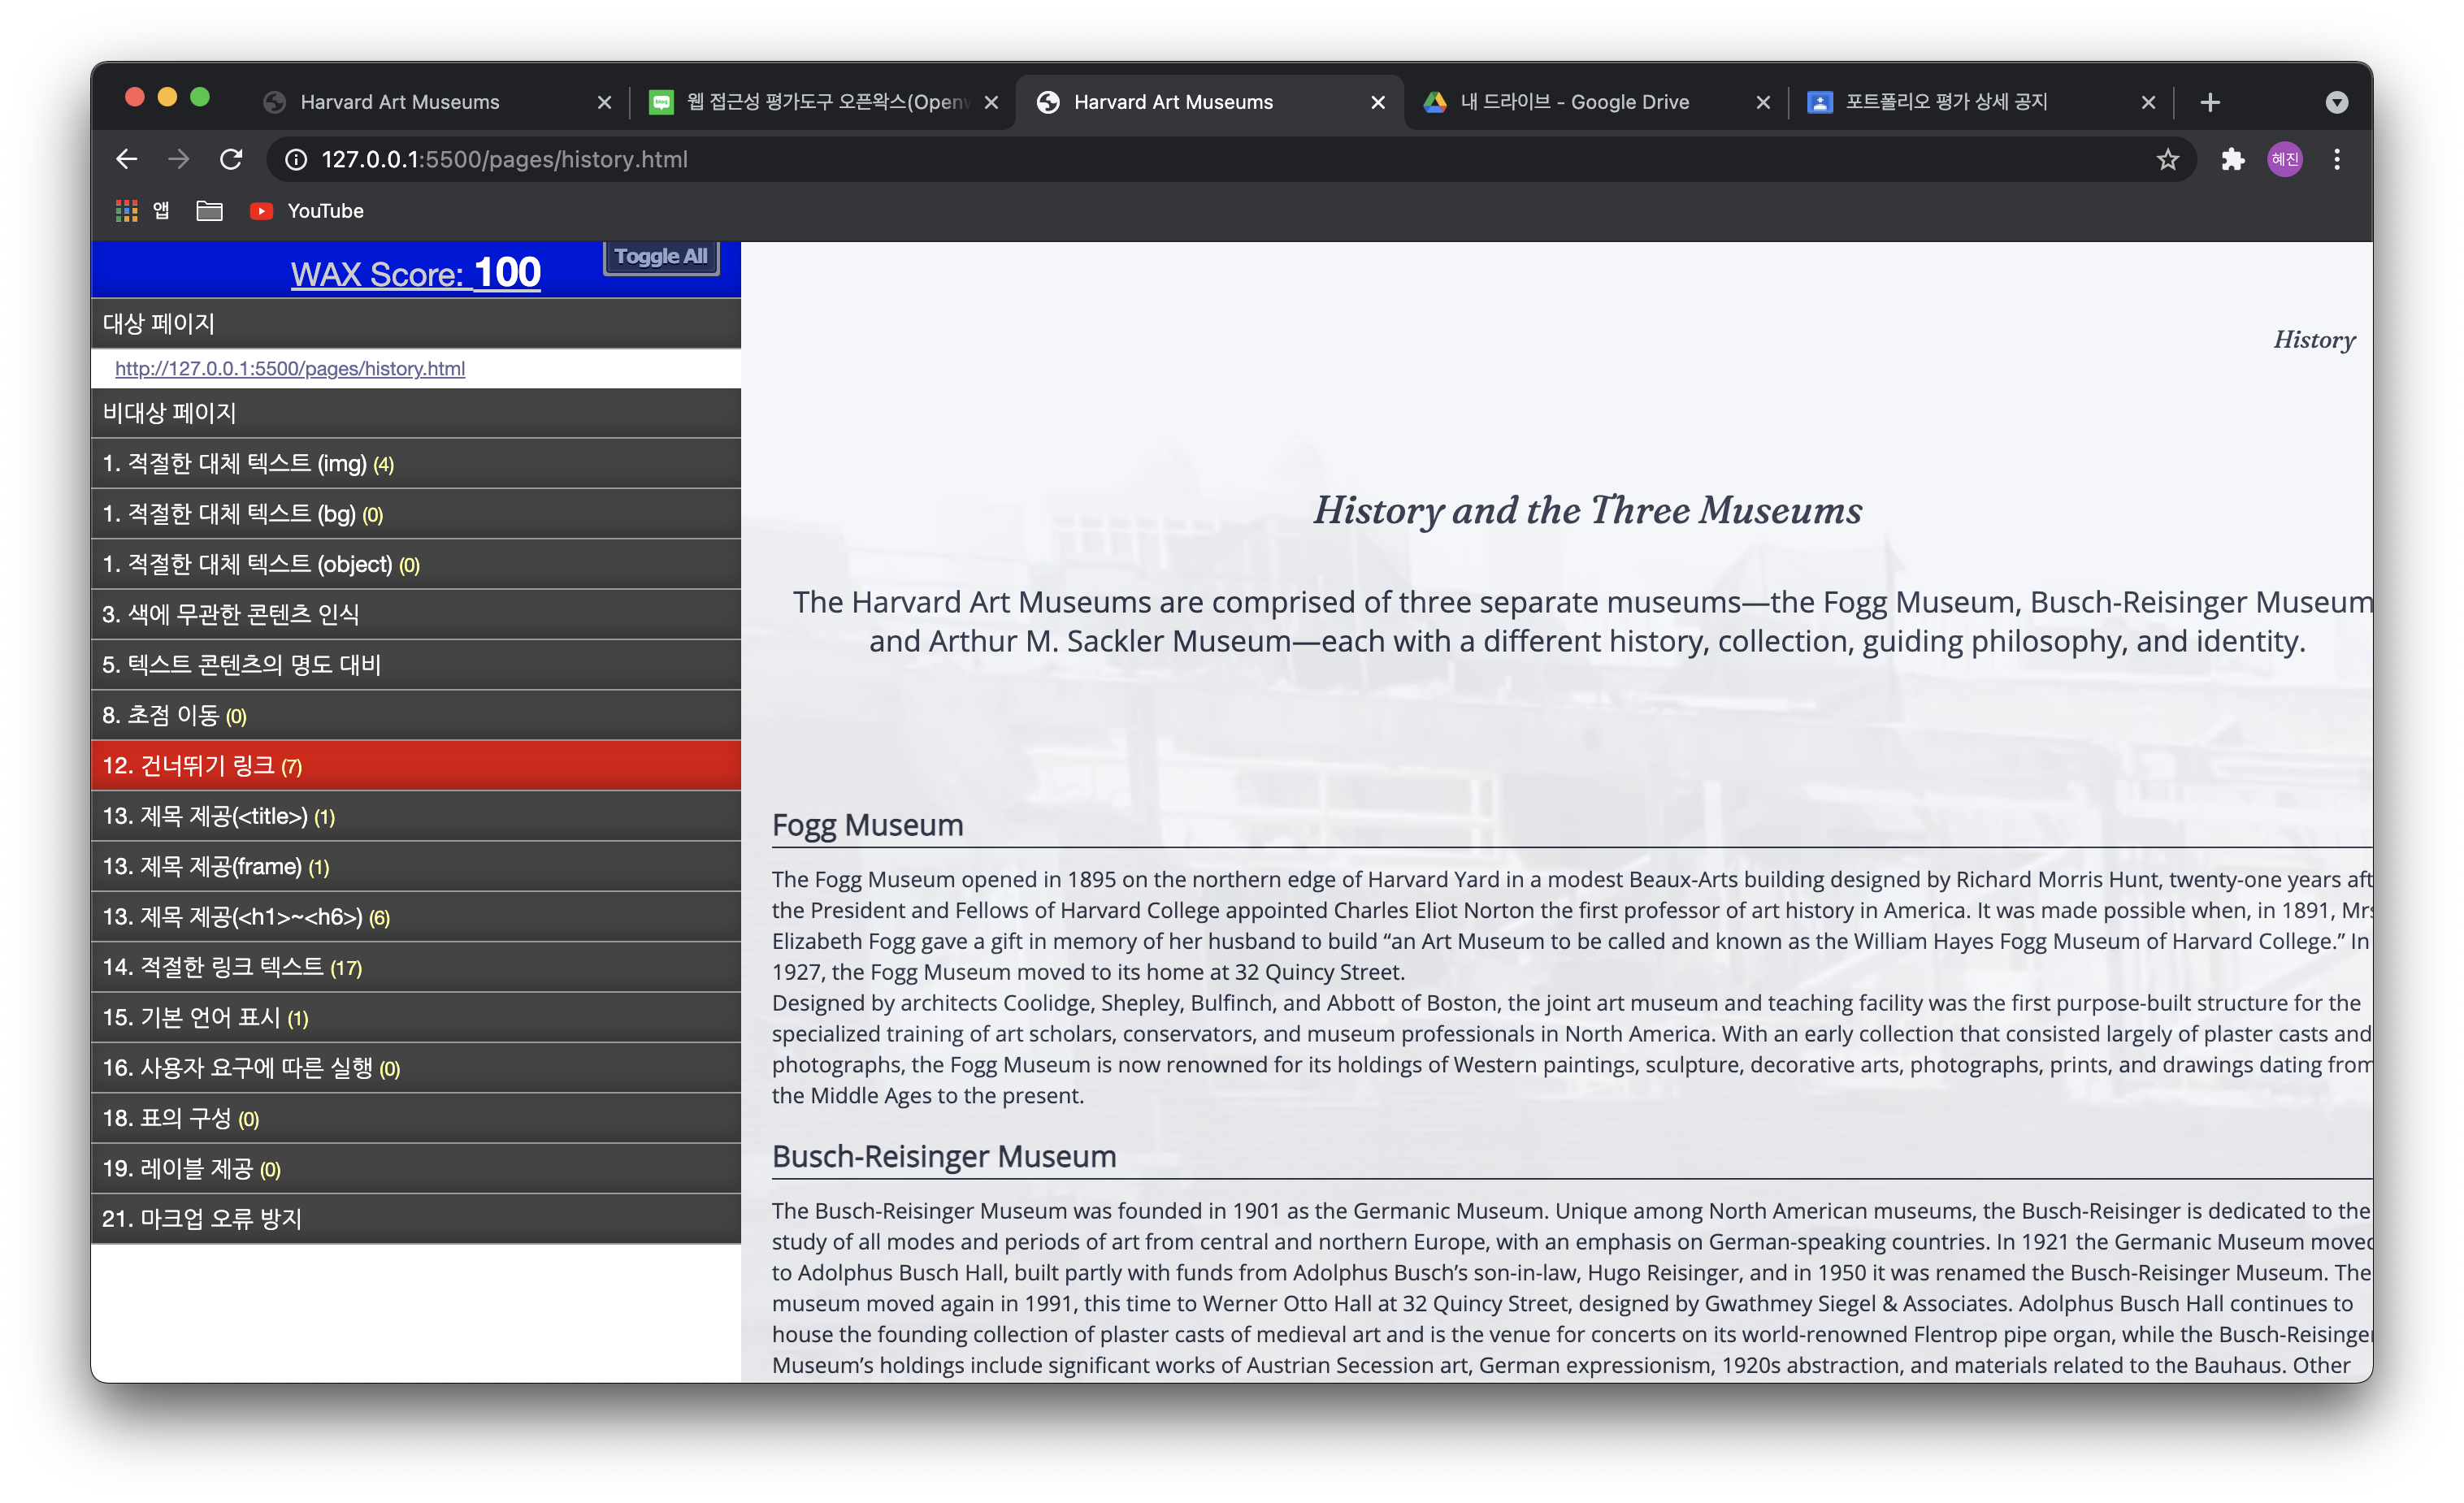 Harvard Art Museums
웹 접근성 평가도구 오픈왁스(Openw
Harvard Art Museums
내 드라이브 - Google Drive
포트폴리오 평가 상세 공지
127.0.0.1:5500/pages/history.html
혜진
앱
YouTube
WAX Score: 100
Toggle All
대상 페이지
http://127.0.0.1:5500/pages/history.html
비대상 페이지
1. 적절한 대체 텍스트 (img) (4)
1. 적절한 대체 텍스트 (bg) (0)
1. 적절한 대체 텍스트 (object) (0)
3. 색에 무관한 콘텐츠 인식
5. 텍스트 콘텐츠의 명도 대비
8. 초점 이동 (0)
12. 건너뛰기 링크 (7)
13. 제목 제공(<title>) (1)
13. 제목 제공(frame) (1)
13. 제목 제공(<h1>~<h6>) (6)
14. 적절한 링크 텍스트 (17)
15. 기본 언어 표시 (1)
16. 사용자 요구에 따른 실행 (0)
18. 표의 구성 (0)
19. 레이블 제공 (0)
21. 마크업 오류 방지
History
History and the Three Museums
The Harvard Art Museums are comprised of three separate museums—the Fogg Museum, Busch-Reisinger Museum
and Arthur M. Sackler Museum—each with a different history, collection, guiding philosophy, and identity.
Fogg Museum
The Fogg Museum opened in 1895 on the northern edge of Harvard Yard in a modest Beaux-Arts building designed by Richard Morris Hunt, twenty-one years aft
the President and Fellows of Harvard College appointed Charles Eliot Norton the first professor of art history in America. It was made possible when, in 1891, Mrs
Elizabeth Fogg gave a gift in memory of her husband to build “an Art Museum to be called and known as the William Hayes Fogg Museum of Harvard College.” In
1927, the Fogg Museum moved to its home at 32 Quincy Street.
Designed by architects Coolidge, Shepley, Bulfinch, and Abbott of Boston, the joint art museum and teaching facility was the first purpose-built structure for the
specialized training of art scholars, conservators, and museum professionals in North America. With an early collection that consisted largely of plaster casts and
photographs, the Fogg Museum is now renowned for its holdings of Western paintings, sculpture, decorative arts, photographs, prints, and drawings dating from
the Middle Ages to the present.
Busch-Reisinger Museum
The Busch-Reisinger Museum was founded in 1901 as the Germanic Museum. Unique among North American museums, the Busch-Reisinger is dedicated to the
study of all modes and periods of art from central and northern Europe, with an emphasis on German-speaking countries. In 1921 the Germanic Museum moved
to Adolphus Busch Hall, built partly with funds from Adolphus Busch’s son-in-law, Hugo Reisinger, and in 1950 it was renamed the Busch-Reisinger Museum. The
museum moved again in 1991, this time to Werner Otto Hall at 32 Quincy Street, designed by Gwathmey Siegel & Associates. Adolphus Busch Hall continues to
house the founding collection of plaster casts of medieval art and is the venue for concerts on its world-renowned Flentrop pipe organ, while the Busch-Reisinger
Museum’s holdings include significant works of Austrian Secession art, German expressionism, 1920s abstraction, and materials related to the Bauhaus. Other